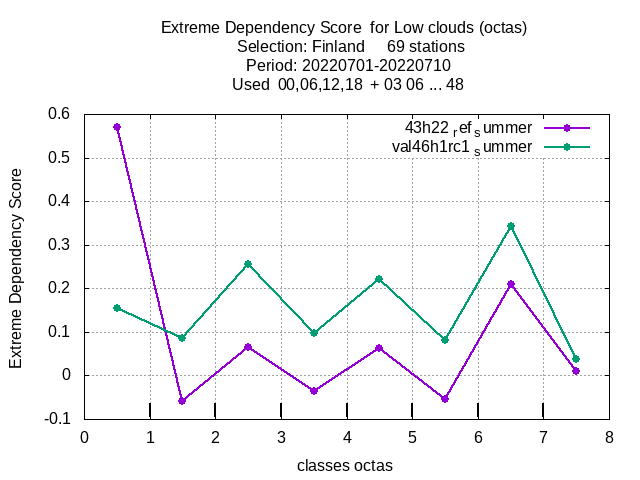 Extreme Dependency Score  for Low clouds (octas)
Selection: Finland     69 stations
Period: 20220701-20220710
Used  00,06,12,18  + 03 06 ... 48
43h22 ref summer
val46h1rc1 summer
Extreme Dependency Score
0.6
0.5
0.4
0.3
0.2
0.1
0
-0.1
0 1 2 3 4 5 6 7 8
classes octas